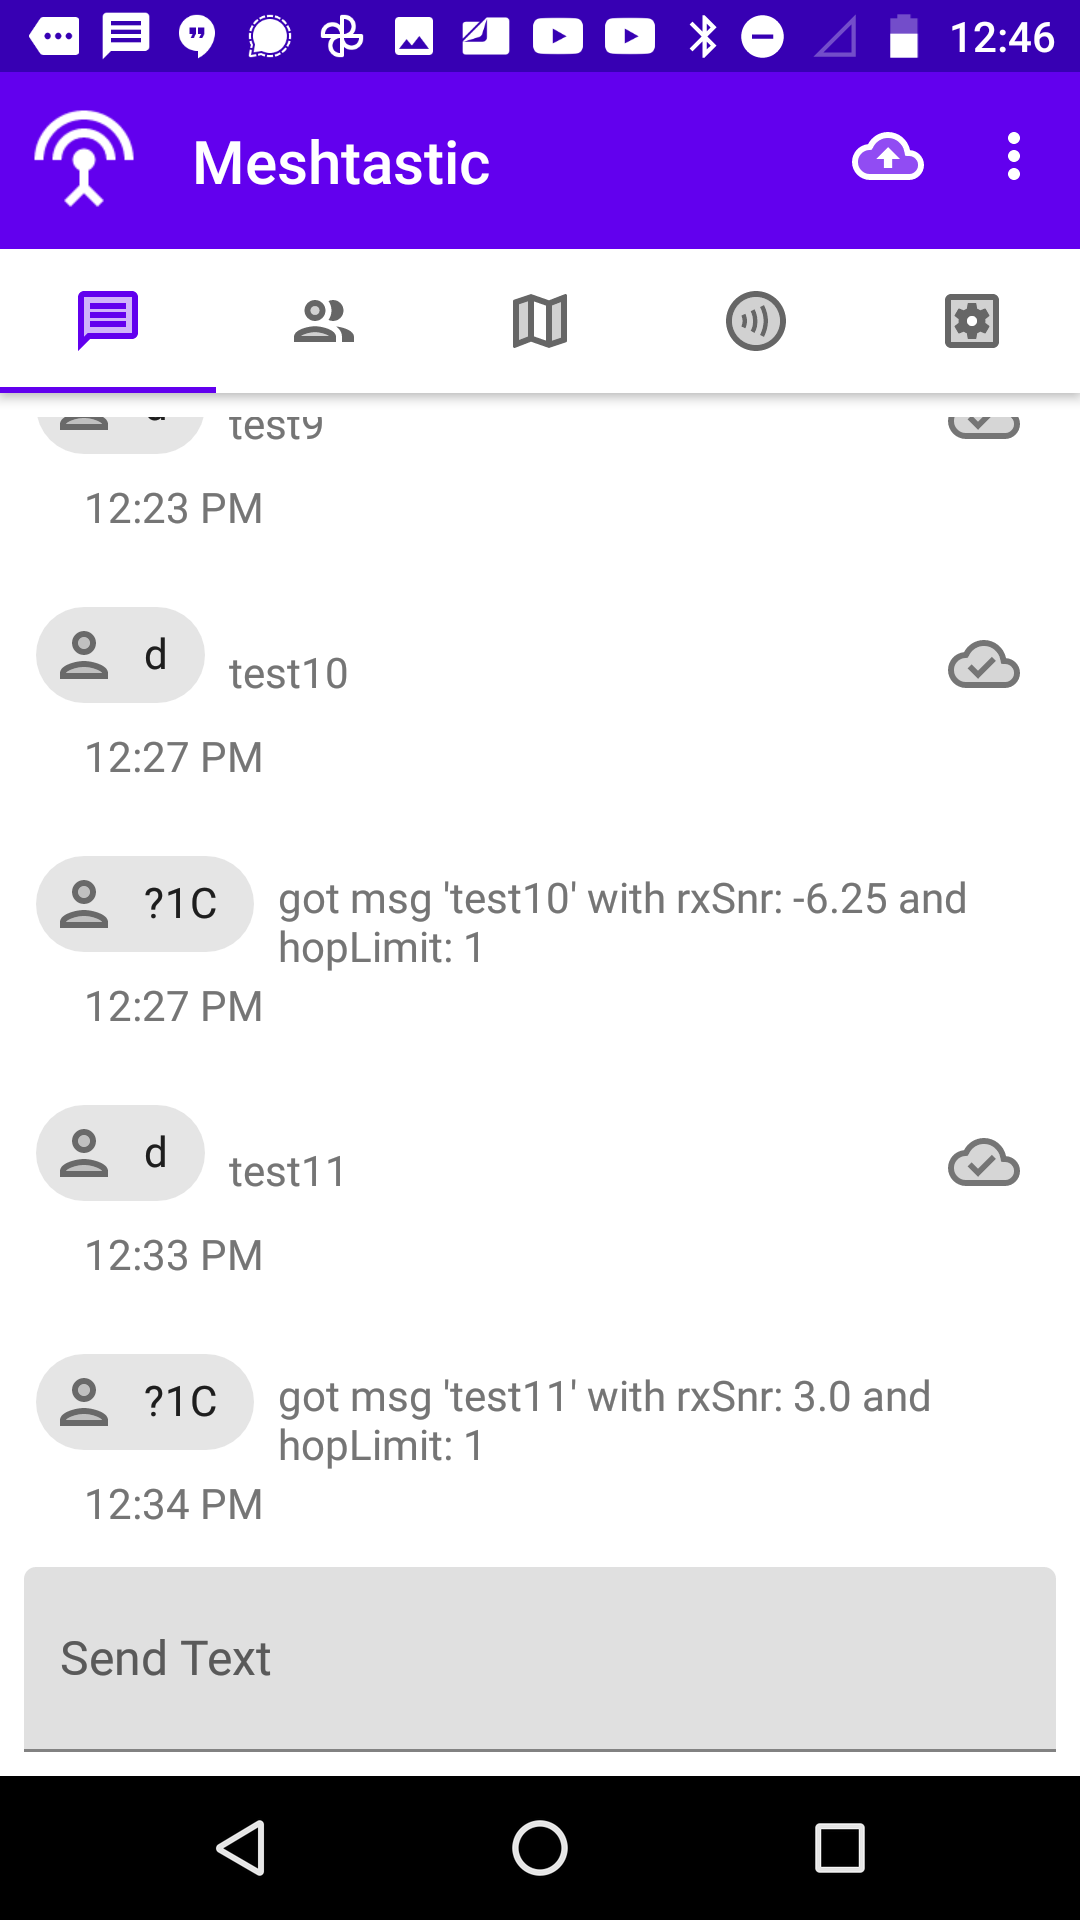 12:46
Meshtastic
test9
12:23 PM
d
test10
12:27 PM
?1C
got msg 'test10' with rxSnr: -6.25 and
hopLimit: 1
12:27 PM
d
test11
12:33 PM
?1C
got msg 'test11' with rxSnr: 3.0 and
hopLimit: 1
12:34 PM
Send Text